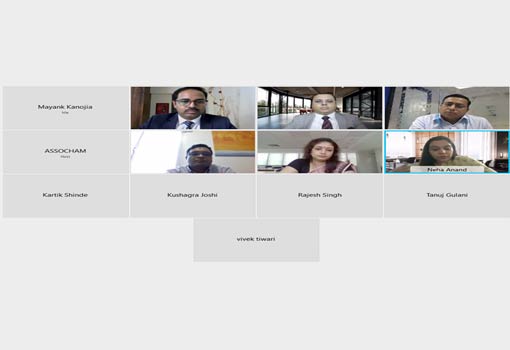 Mayank Kanojia
Me
ASSOCHAM
Host
Neha Anand
Kartik Shinde
Kushagra Joshi
Rajesh Singh
Tanuj Gulani
vivek tiwari